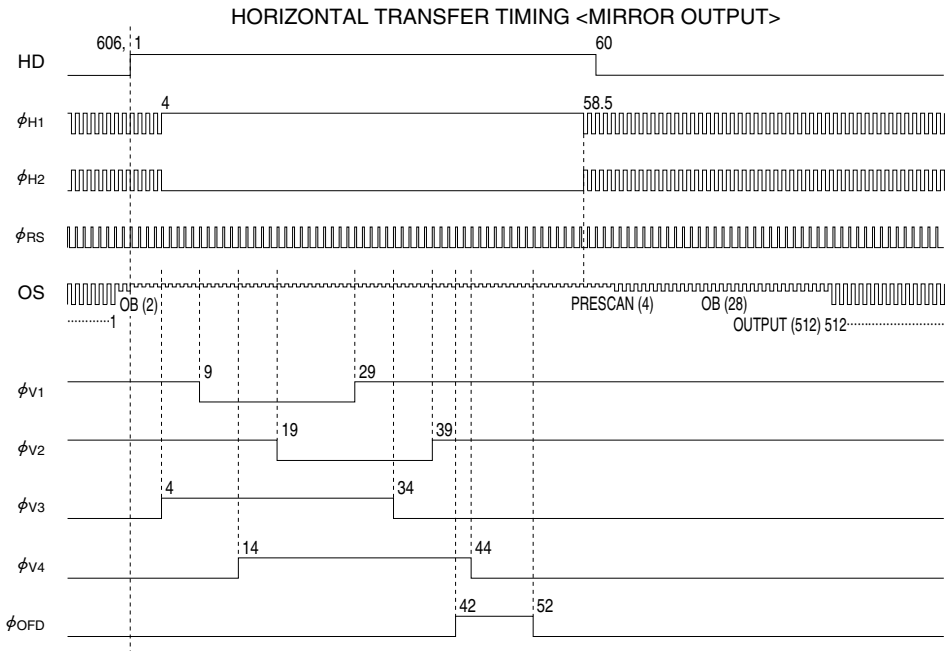 HORIZONTAL TRANSFER TIMING <MIRROR OUTPUT>
606, 1 60
HD
4 58.5
ϕH1
ϕH2
ϕRS
OS
OB (2) PRESCAN (4) OB (28)
1 OUTPUT (512) 512
9 29
ϕV1
19 39
ϕV2
4 34
ϕV3
14 44
ϕV4
42 52
ϕOFD